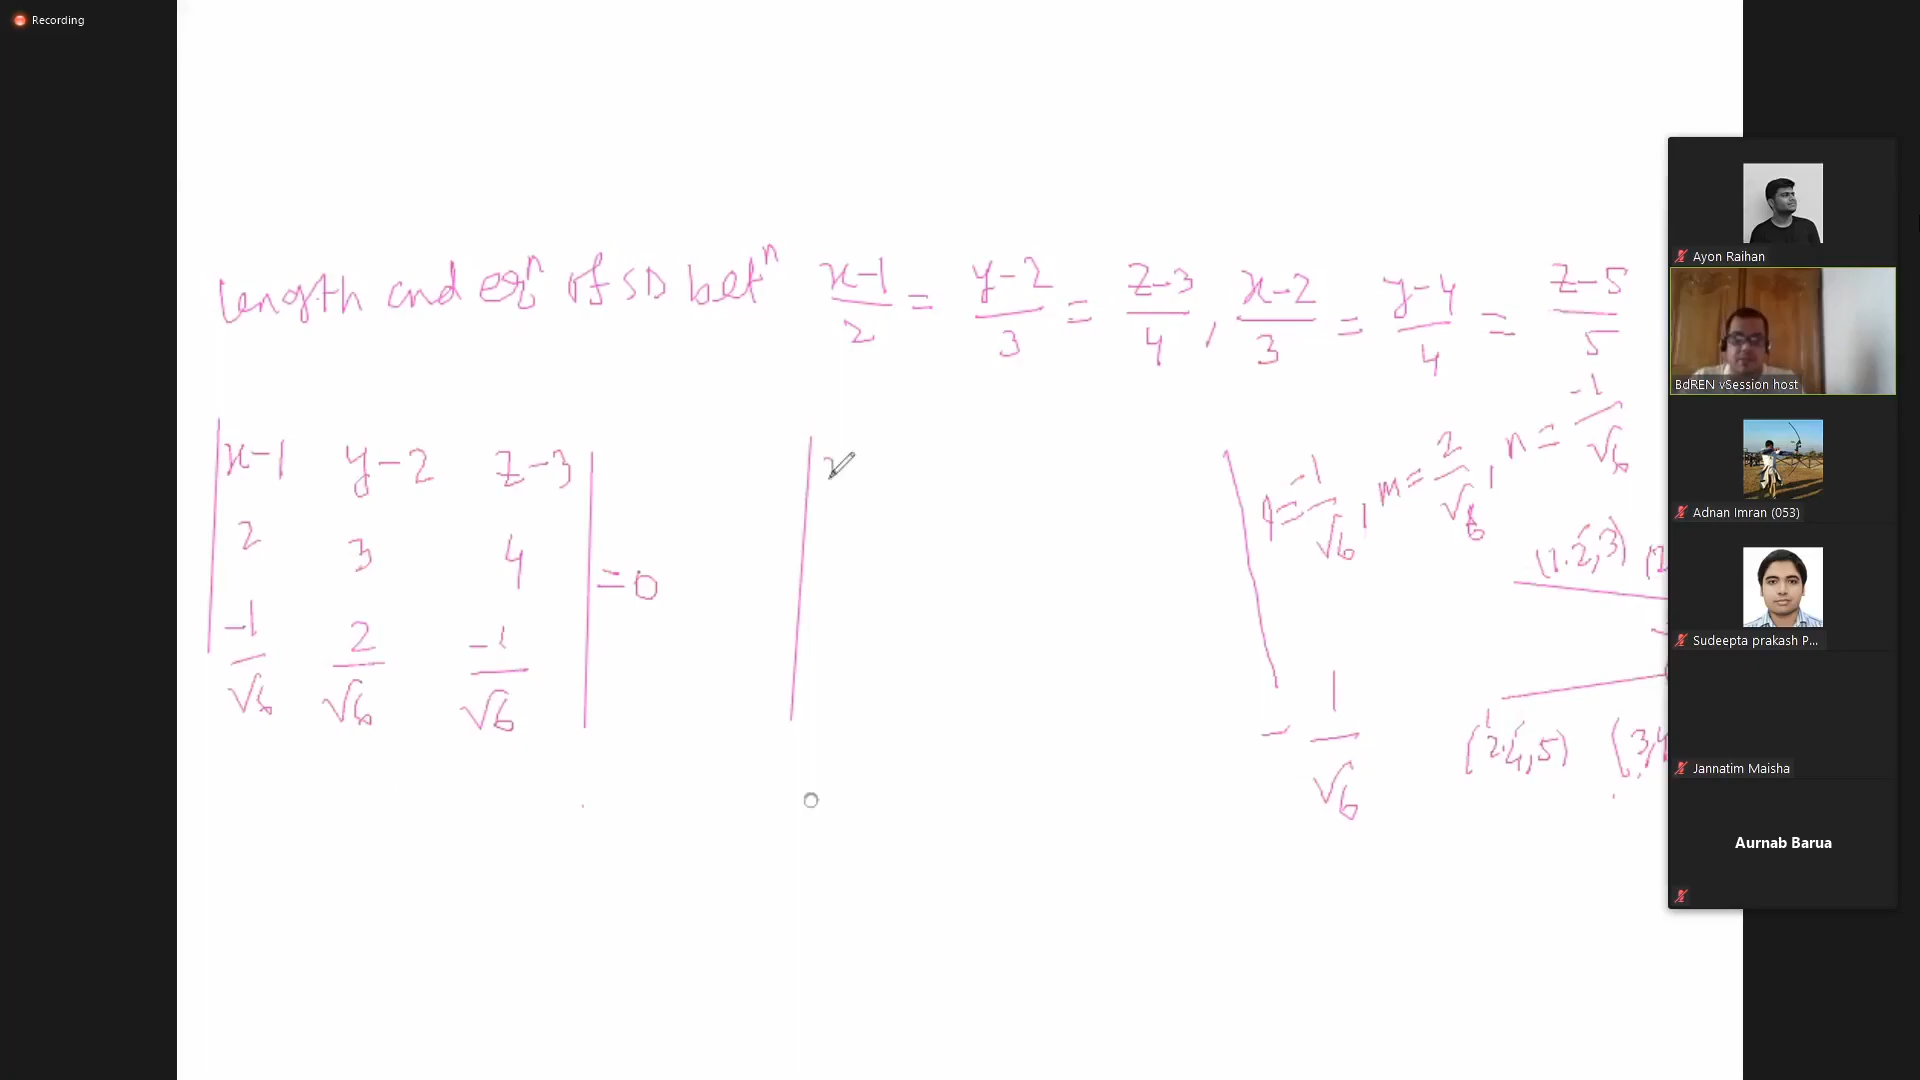 Recording
Length and eqⁿ of SD betⁿ x-1/2 = y-2/3 = z-3/4, x-2/3 = y-4/4 = z-5/5
| x-1 y-2 z-3 |
| 2 3 4 | = 0
| -1/√6 2/√6 -1/√6 |
l = -1/√6, m = 2/√6, n = -1/√6
(1,2,3)
- 1/√6
(2,4,5) (3,4
Ayon Raihan
BdREN vSession host
Adnan Imran (053)
Sudeepta prakash P...
Jannatim Maisha
Aurnab Barua